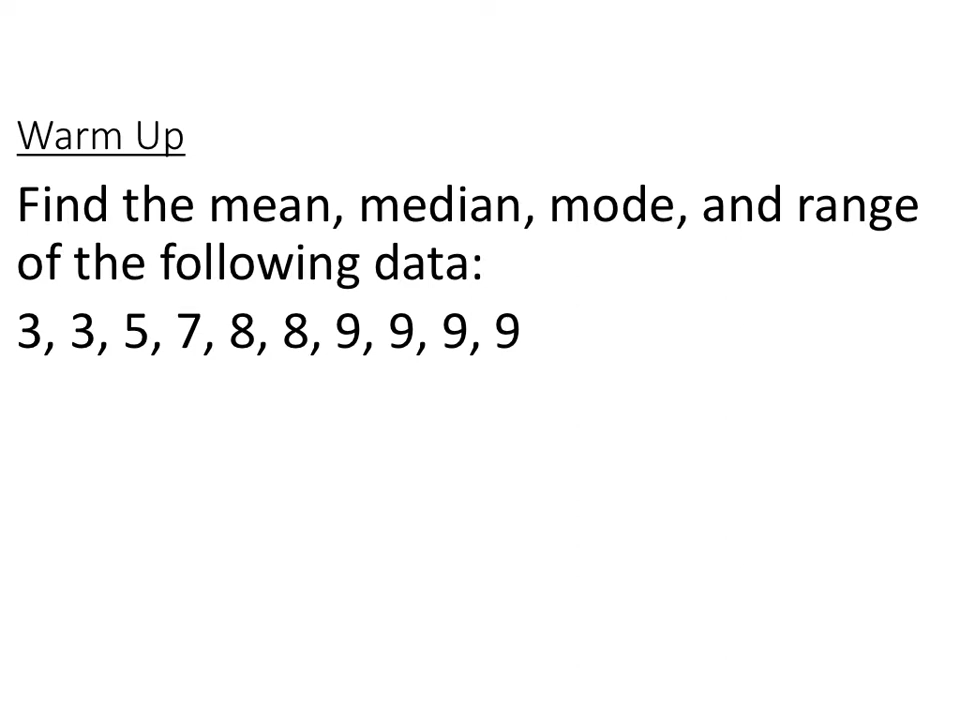 Warm Up
Find the mean, median, mode, and range
of the following data:
3, 3, 5, 7, 8, 8, 9, 9, 9, 9